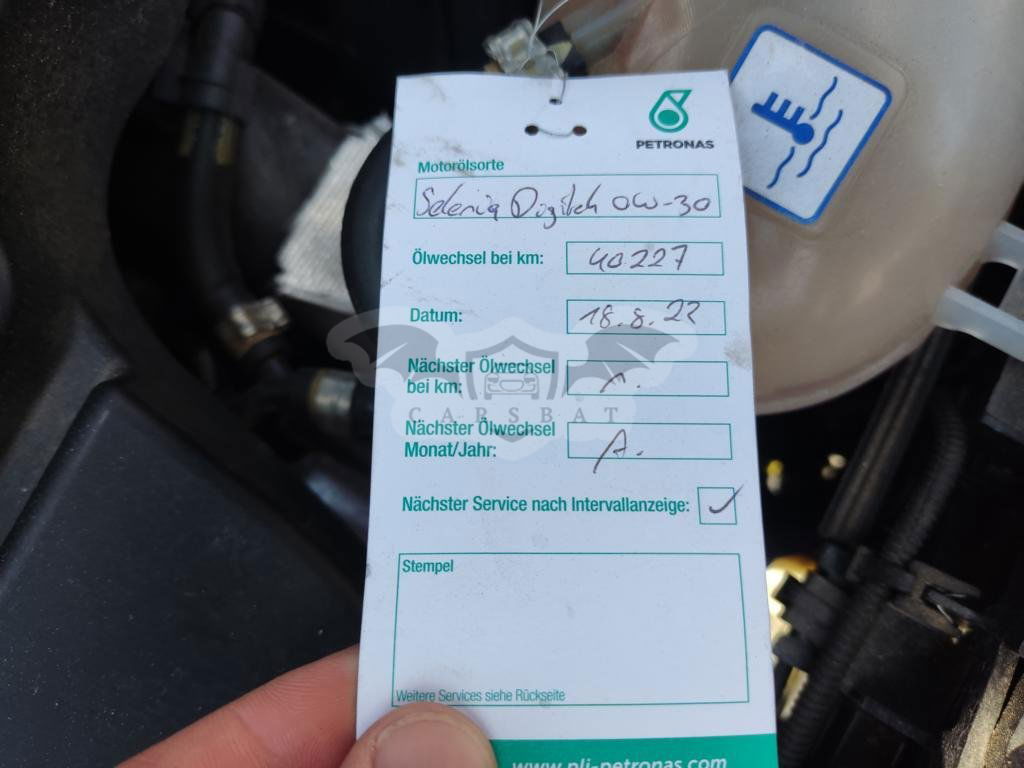 PETRONAS
Motorölsorte
Selenia Digitek 0W-30
Ölwechsel bei km: 40227
Datum: 18.8.22
Nächster Ölwechsel
bei km: n.
Nächster Ölwechsel
Monat/Jahr: A.
CARSBAT
Nächster Service nach Intervallanzeige: ✓
Stempel
Weitere Services siehe Rückseite
www.pli-petronas.com